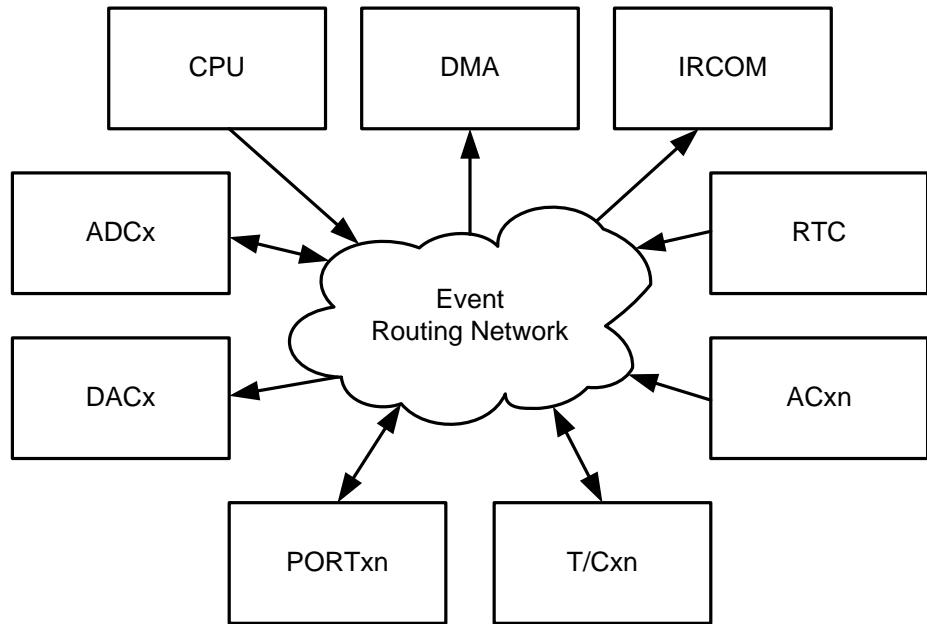 CPU
DMA
IRCOM
ADCx
RTC
Event
Routing Network
DACx
ACxn
PORTxn
T/Cxn